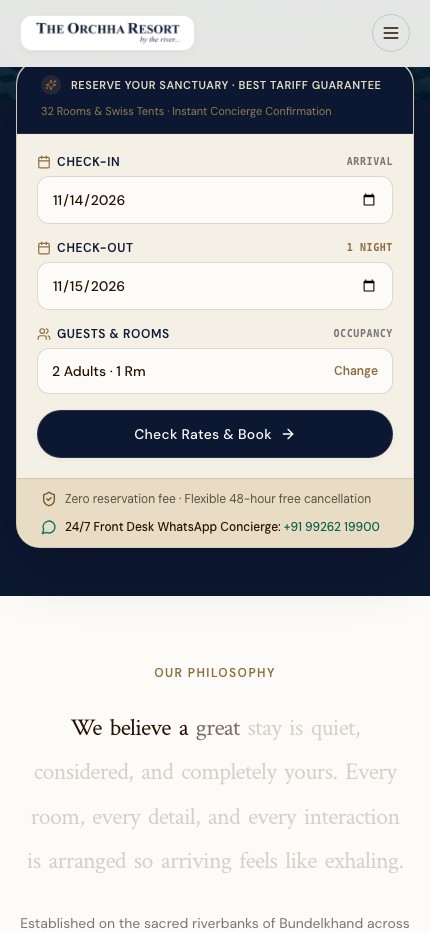 THE ORCHHA RESORT
by the river...
RESERVE YOUR SANCTUARY · BEST TARIFF GUARANTEE
32 Rooms & Swiss Tents · Instant Concierge Confirmation
CHECK-IN ARRIVAL
11/14/2026
CHECK-OUT 1 NIGHT
11/15/2026
GUESTS & ROOMS OCCUPANCY
2 Adults · 1 Rm Change
Check Rates & Book →
Zero reservation fee · Flexible 48-hour free cancellation
24/7 Front Desk WhatsApp Concierge: +91 99262 19900
OUR PHILOSOPHY
We believe a great stay is quiet,
considered, and completely yours. Every
room, every detail, and every interaction
is arranged so arriving feels like exhaling.
Established on the sacred riverbanks of Bundelkhand across